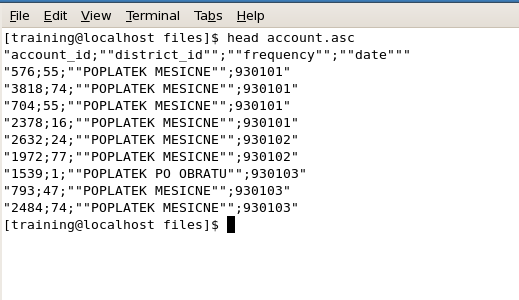 File Edit View Terminal Tabs Help
[training@localhost files]$ head account.asc
"account_id;""district_id"";""frequency"";""date"""
"576;55;""POPLATEK MESICNE"";930101"
"3818;74;""POPLATEK MESICNE"";930101"
"704;55;""POPLATEK MESICNE"";930101"
"2378;16;""POPLATEK MESICNE"";930101"
"2632;24;""POPLATEK MESICNE"";930102"
"1972;77;""POPLATEK MESICNE"";930102"
"1539;1;""POPLATEK PO OBRATU"";930103"
"793;47;""POPLATEK MESICNE"";930103"
"2484;74;""POPLATEK MESICNE"";930103"
[training@localhost files]$